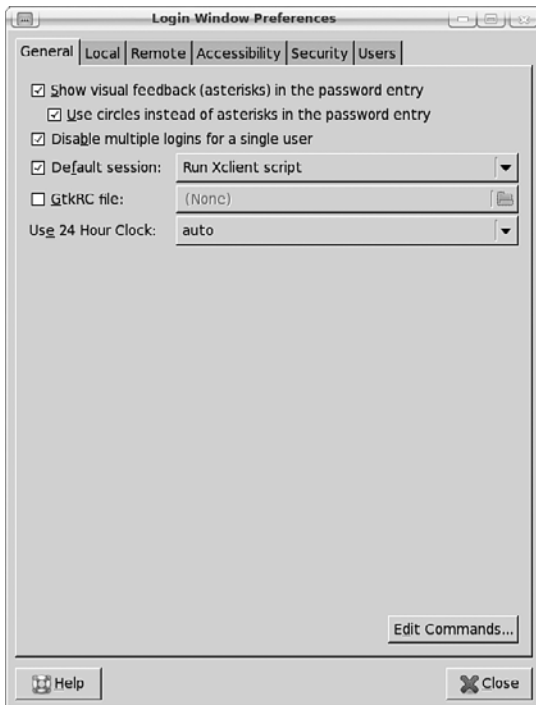 Login Window Preferences
General Local Remote Accessibility Security Users
Show visual feedback (asterisks) in the password entry
Use circles instead of asterisks in the password entry
Disable multiple logins for a single user
Default session: Run Xclient script
GtkRC file: (None)
Use 24 Hour Clock: auto
Edit Commands...
Help Close